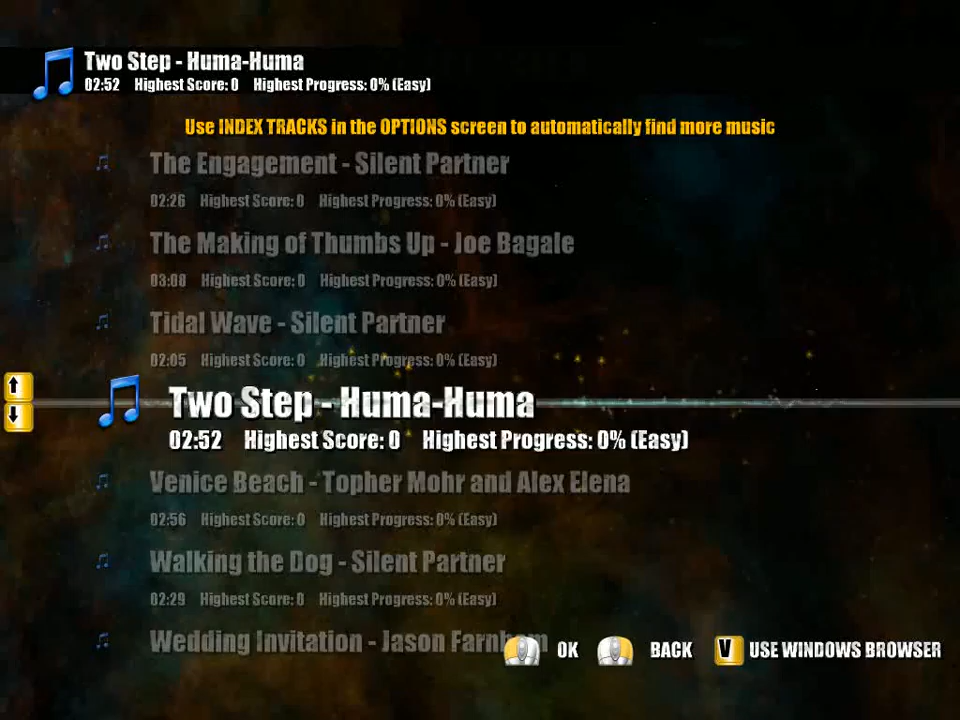 Two Step - Huma-Huma
02:52 Highest Score: 0 Highest Progress: 0% (Easy)
Use INDEX TRACKS in the OPTIONS screen to automatically find more music
The Engagement - Silent Partner
02:26 Highest Score: 0 Highest Progress: 0% (Easy)
The Making of Thumbs Up - Joe Bagale
03:08 Highest Score: 0 Highest Progress: 0% (Easy)
Tidal Wave - Silent Partner
02:05 Highest Score: 0 Highest Progress: 0% (Easy)
Two Step - Huma-Huma
02:52 Highest Score: 0 Highest Progress: 0% (Easy)
Venice Beach - Topher Mohr and Alex Elena
02:56 Highest Score: 0 Highest Progress: 0% (Easy)
Walking the Dog - Silent Partner
02:29 Highest Score: 0 Highest Progress: 0% (Easy)
Wedding Invitation - Jason Farnham
OK BACK V USE WINDOWS BROWSER